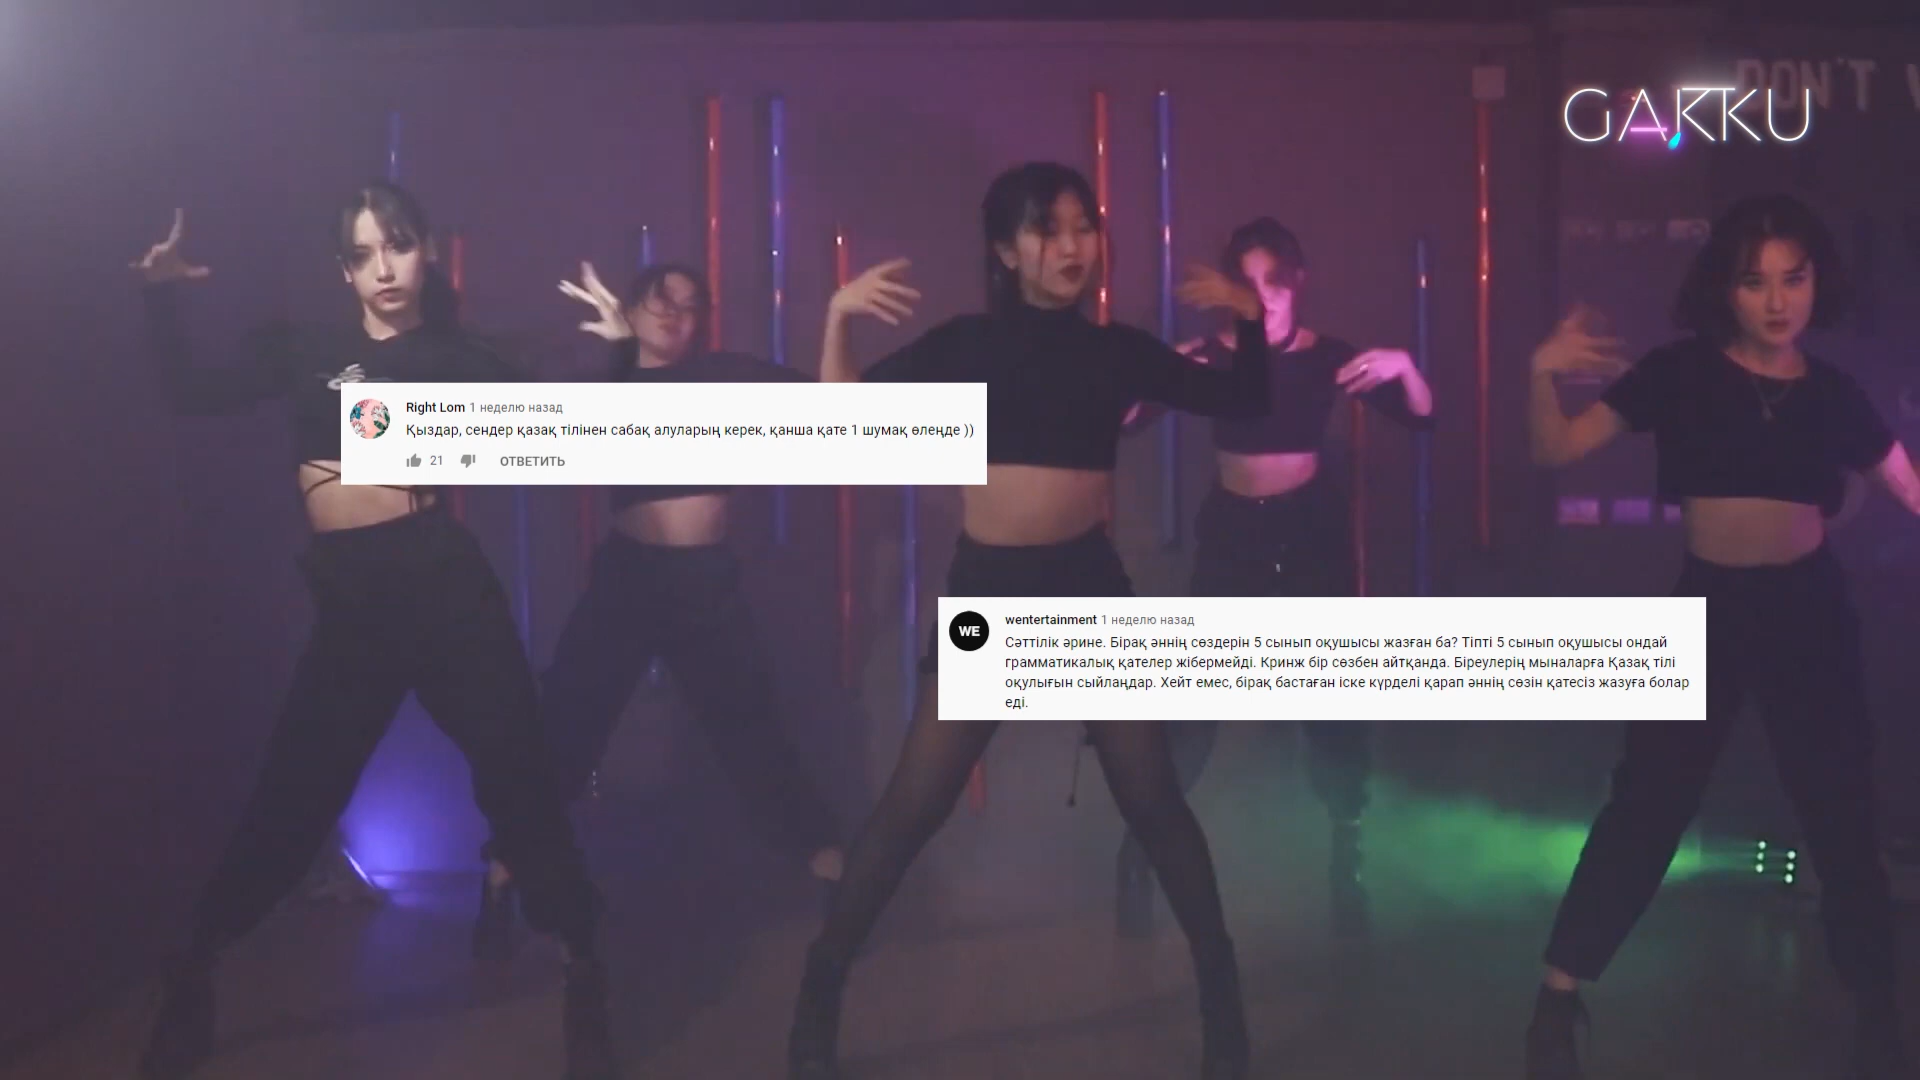 GAKKU
DON'T
Right Lom 1 неделю назад
Қыздар, сендер қазақ тілінен сабақ алуларың керек, қанша қате 1 шумақ өлеңде ))
21 ОТВЕТИТЬ
WE
wentertainment 1 неделю назад
Сәттілік әрине. Бірақ әннің сөздерін 5 сынып оқушысы жазған ба? Тіпті 5 сынып оқушысы ондай
грамматикалық қателер жібермейді. Кринж бір сөзбен айтқанда. Біреулерің мыналарға Қазақ тілі
оқулығын сыйлаңдар. Хейт емес, бірақ бастаған іске күрделі қарап әннің сөзін қатесіз жазуға болар
еді.